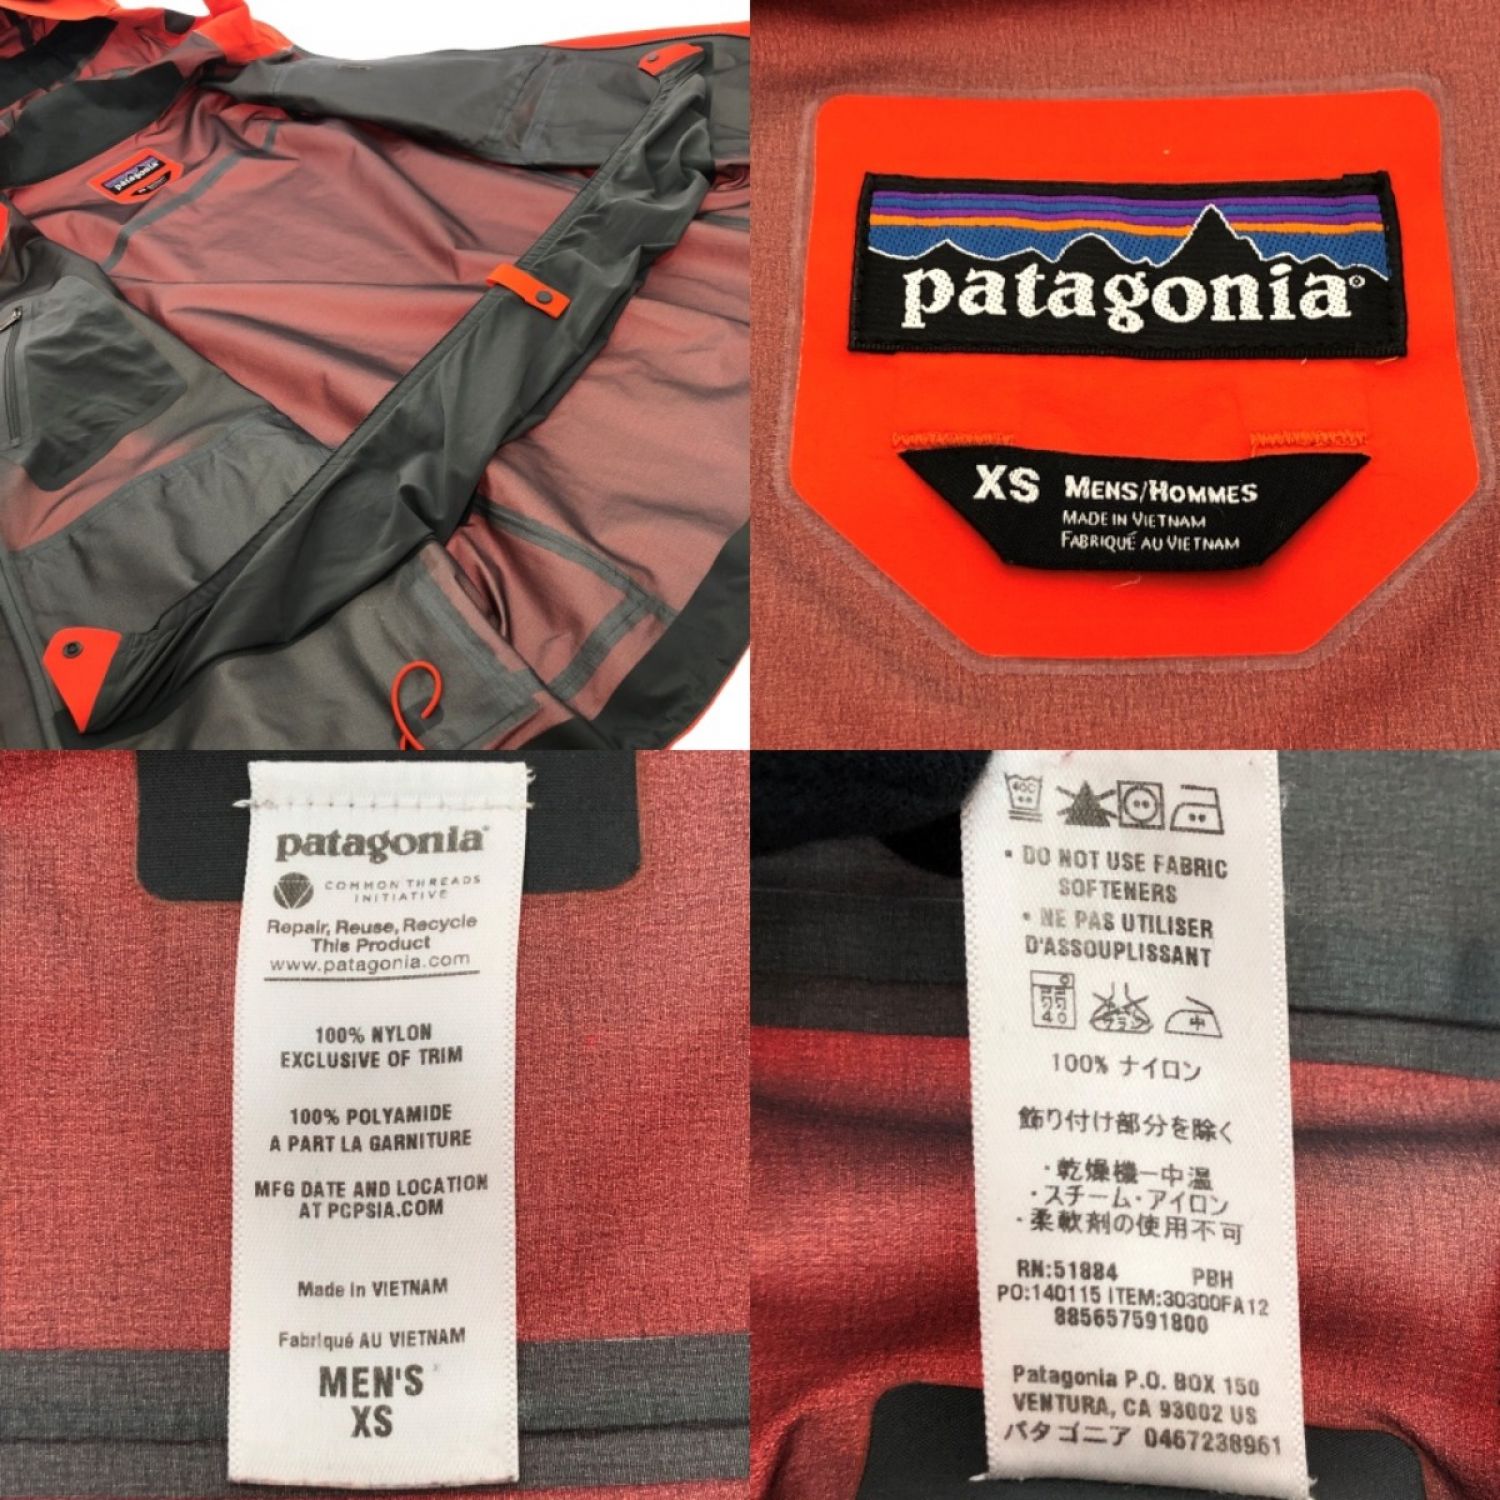 patagonia
patagonia®
XS MENS/HOMMES
MADE IN VIETNAM
FABRIQUÉ AU VIETNAM
patagonia®
COMMON THREADS
INITIATIVE
Repair, Reuse, Recycle
This Product
www.patagonia.com
100% NYLON
EXCLUSIVE OF TRIM
100% POLYAMIDE
A PART LA GARNITURE
MFG DATE AND LOCATION
AT PCPSIA.COM
Made in VIETNAM
Fabriqué AU VIETNAM
MEN'S
XS
40C
• DO NOT USE FABRIC
SOFTENERS
• NE PAS UTILISER
D'ASSOUPLISSANT
40 中
100% ナイロン
飾り付け部分を除く
・乾燥機ー中温
・スチーム・アイロン
・柔軟剤の使用不可
RN:51884 PBH
PO:140115 ITEM:30300FA12
885657591800
Patagonia P.O. BOX 150
VENTURA, CA 93002 US
パタゴニア 0467238961